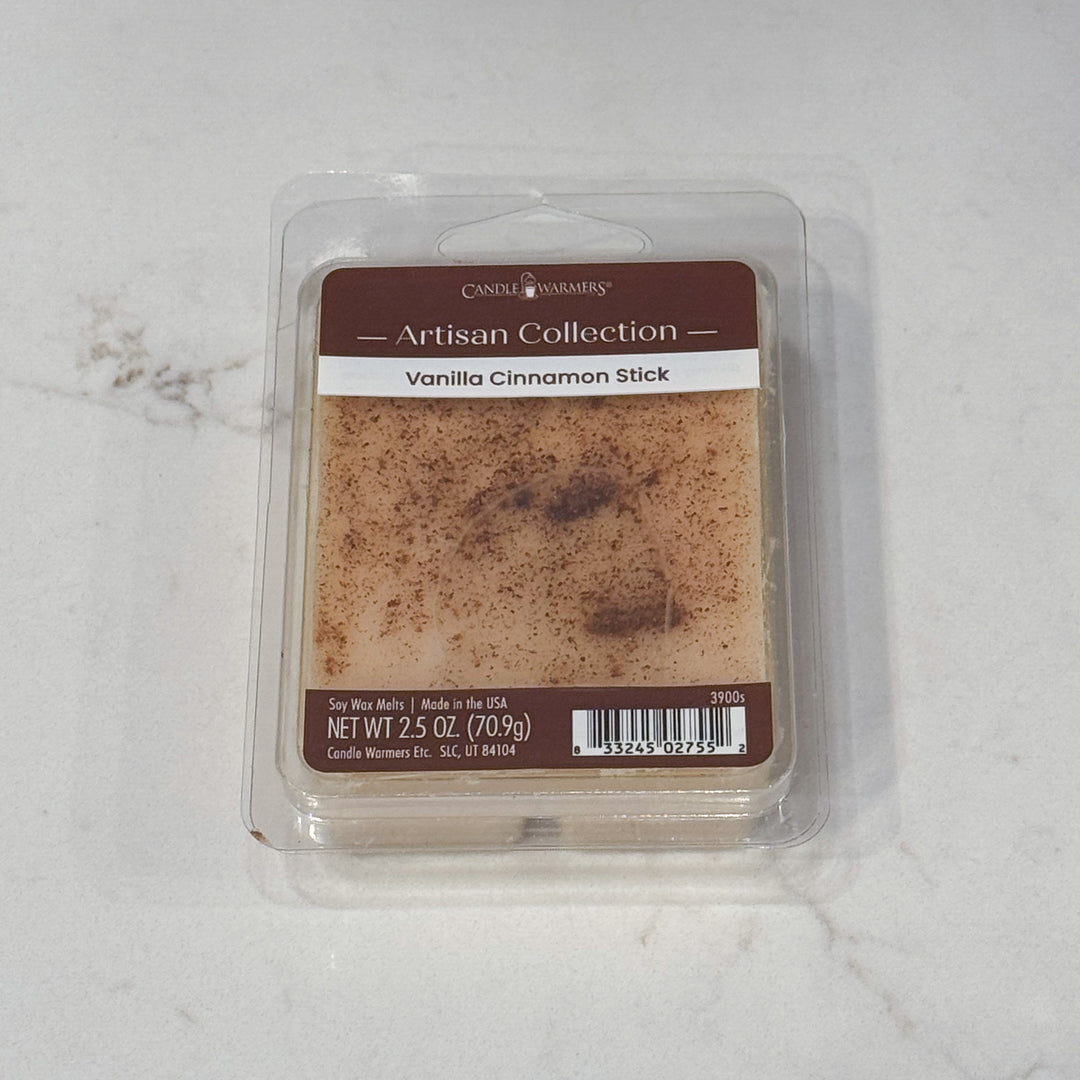 CANDLE WARMERS®
— Artisan Collection —
Vanilla Cinnamon Stick
Soy Wax Melts | Made in the USA
NET WT 2.5 OZ. (70.9g)
Candle Warmers Etc. SLC, UT 84104
3900s
8 33245 02755 2